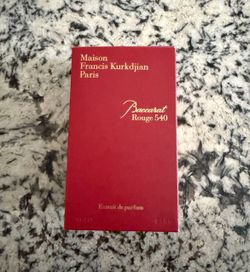 Maison
Francis Kurkdjian
Paris
Baccarat
Rouge 540
Extrait de parfum